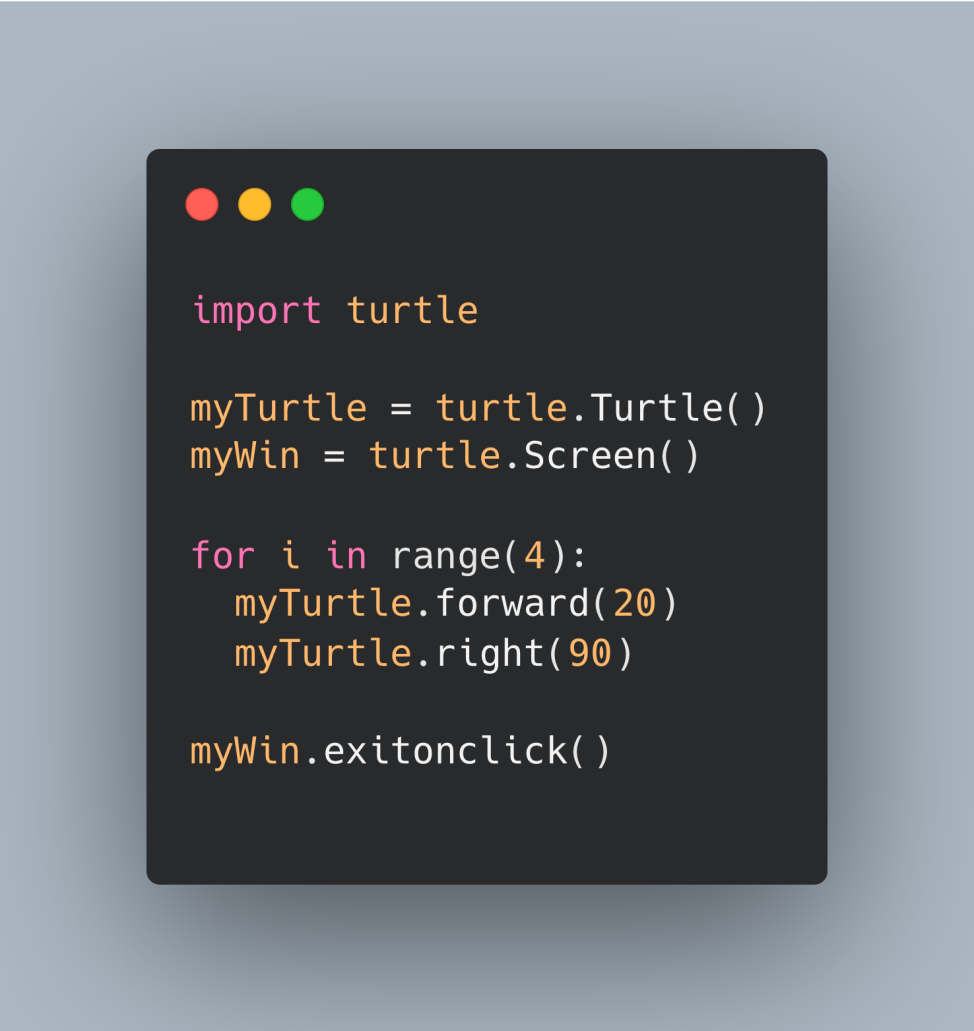 import turtle
myTurtle = turtle.Turtle()
myWin = turtle.Screen()
for i in range(4):
  myTurtle.forward(20)
  myTurtle.right(90)
myWin.exitonclick()